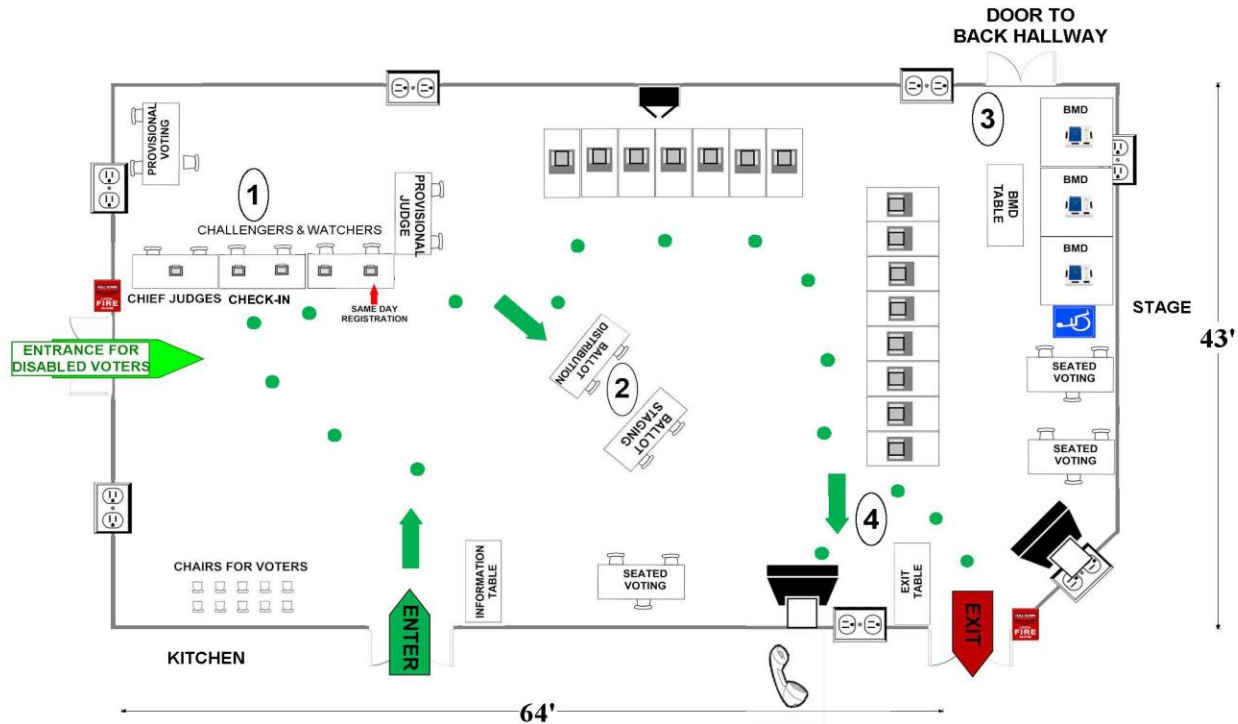 DOOR TO
BACK HALLWAY
PROVISIONAL
VOTING
1
CHALLENGERS & WATCHERS
PROVISIONAL
JUDGE
CHIEF JUDGES
CHECK-IN
SAME DAY
REGISTRATION
FIRE
ENTRANCE FOR
DISABLED VOTERS
BALLOT
DISTRIBUTION
2
BALLOT
STAGING
3
BMD
TABLE
BMD
BMD
BMD
STAGE
43'
SEATED
VOTING
SEATED
VOTING
4
CHAIRS FOR VOTERS
KITCHEN
ENTER
INFORMATION
TABLE
SEATED
VOTING
EXIT
TABLE
EXIT
FIRE
64'